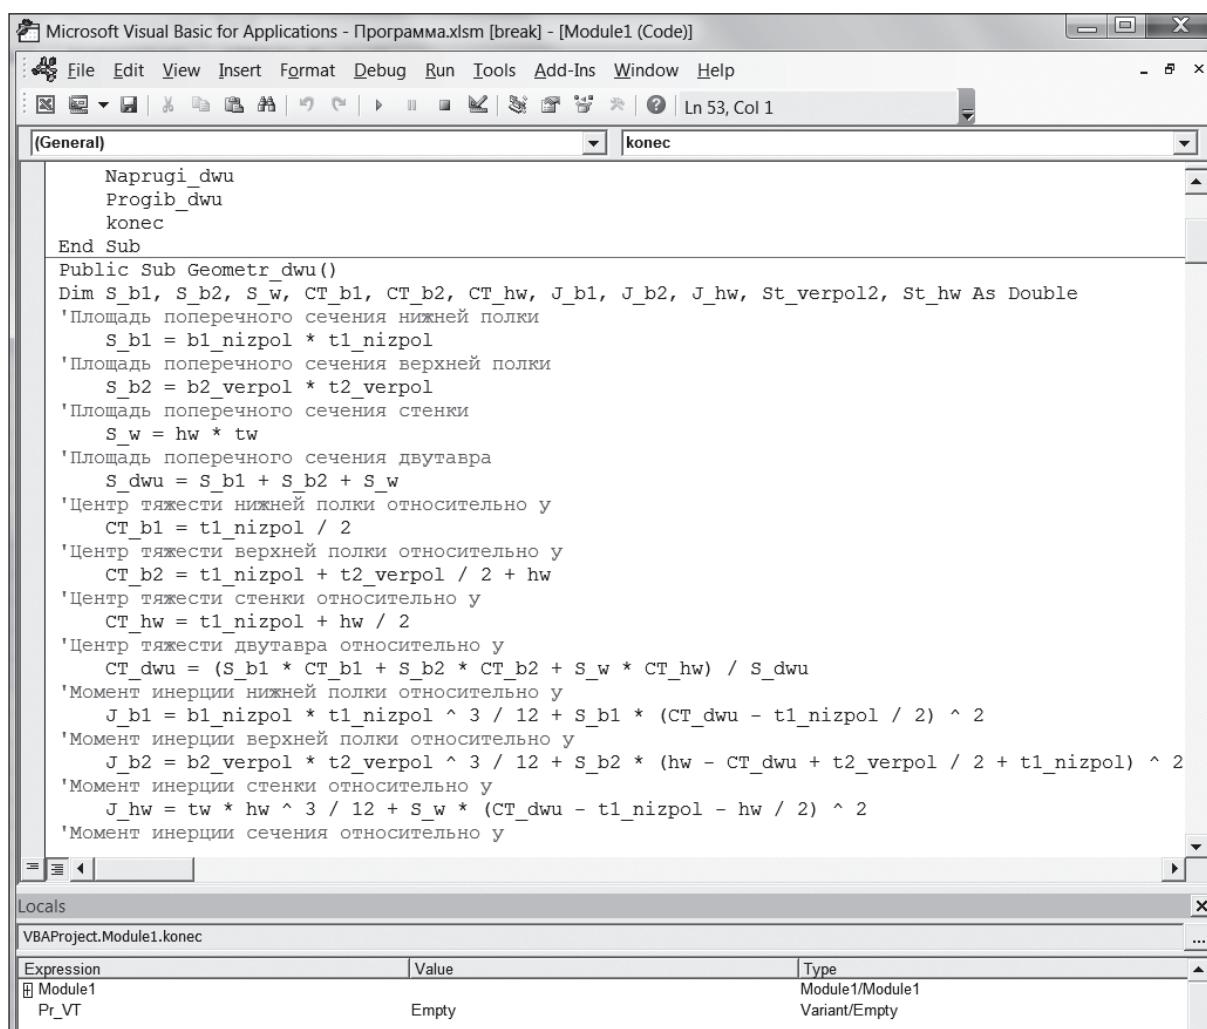 Microsoft Visual Basic for Applications - Программа.xlsm [break] - [Module1 (Code)]
File Edit View Insert Format Debug Run Tools Add-Ins Window Help
Ln 53, Col 1
(General) konec
Naprugi_dwu
Progib_dwu
konec
End Sub
Public Sub Geometr_dwu()
Dim S_b1, S_b2, S_w, CT_b1, CT_b2, CT_hw, J_b1, J_b2, J_hw, St_verpol2, St_hw As Double
'Площадь поперечного сечения нижней полки
S_b1 = b1_nizpol * t1_nizpol
'Площадь поперечного сечения верхней полки
S_b2 = b2_verpol * t2_verpol
'Площадь поперечного сечения стенки
S_w = hw * tw
'Площадь поперечного сечения двутавра
S_dwu = S_b1 + S_b2 + S_w
'Центр тяжести нижней полки относительно y
CT_b1 = t1_nizpol / 2
'Центр тяжести верхней полки относительно y
CT_b2 = t1_nizpol + t2_verpol / 2 + hw
'Центр тяжести стенки относительно y
CT_hw = t1_nizpol + hw / 2
'Центр тяжести двутавра относительно y
CT_dwu = (S_b1 * CT_b1 + S_b2 * CT_b2 + S_w * CT_hw) / S_dwu
'Момент инерции нижней полки относительно y
J_b1 = b1_nizpol * t1_nizpol ^ 3 / 12 + S_b1 * (CT_dwu - t1_nizpol / 2) ^ 2
'Момент инерции верхней полки относительно y
J_b2 = b2_verpol * t2_verpol ^ 3 / 12 + S_b2 * (hw - CT_dwu + t2_verpol / 2 + t1_nizpol) ^ 2
'Момент инерции стенки относительно y
J_hw = tw * hw ^ 3 / 12 + S_w * (CT_dwu - t1_nizpol - hw / 2) ^ 2
'Момент инерции сечения относительно y
Locals
VBAProject.Module1.konec
...
Expression Value Type
Module1 Module1/Module1
Pr_VT Empty Variant/Empty